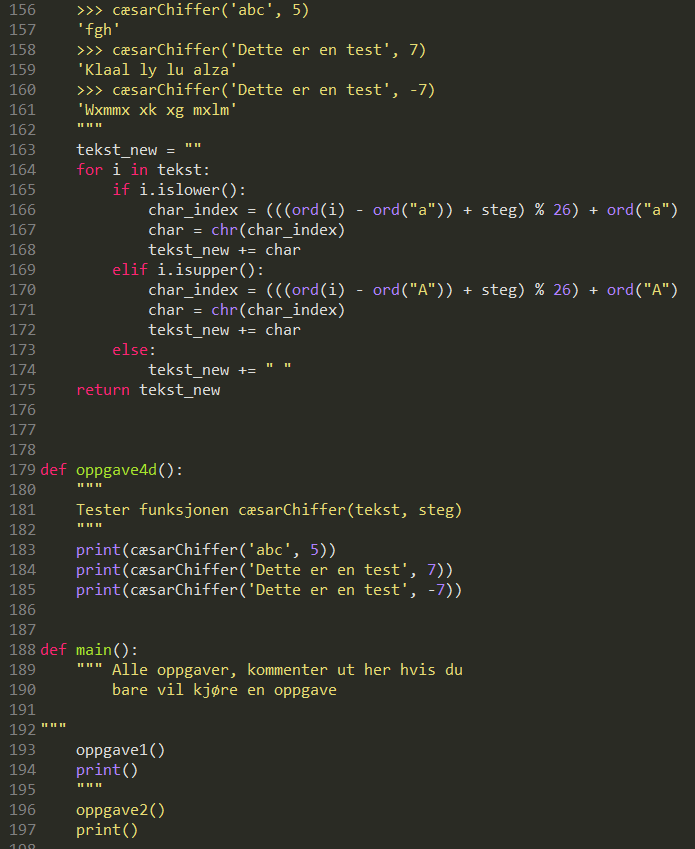 156 >>> cæsarChiffer('abc', 5)
157 'fgh'
158 >>> cæsarChiffer('Dette er en test', 7)
159 'Klaal ly lu alza'
160 >>> cæsarChiffer('Dette er en test', -7)
161 'Wxmmx xk xg mxlm'
162 """
163 tekst_new = ""
164 for i in tekst:
165 if i.islower():
166 char_index = (((ord(i) - ord("a")) + steg) % 26) + ord("a")
167 char = chr(char_index)
168 tekst_new += char
169 elif i.isupper():
170 char_index = (((ord(i) - ord("A")) + steg) % 26) + ord("A")
171 char = chr(char_index)
172 tekst_new += char
173 else:
174 tekst_new += " "
175 return tekst_new
176
177
178
179 def oppgave4d():
180 """
181 Tester funksjonen cæsarChiffer(tekst, steg)
182 """
183 print(cæsarChiffer('abc', 5))
184 print(cæsarChiffer('Dette er en test', 7))
185 print(cæsarChiffer('Dette er en test', -7))
186
187
188 def main():
189 """ Alle oppgaver, kommenter ut her hvis du
190 bare vil kjøre en oppgave
191
192 """
193 oppgave1()
194 print()
195 """
196 oppgave2()
197 print()
198